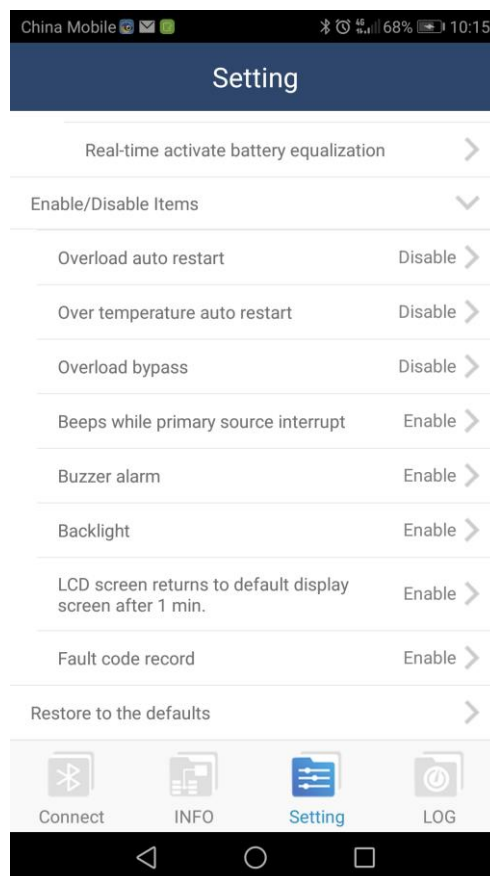 China Mobile 4G 68% 10:15
Setting
Real-time activate battery equalization
Enable/Disable Items
Overload auto restart Disable
Over temperature auto restart Disable
Overload bypass Disable
Beeps while primary source interrupt Enable
Buzzer alarm Enable
Backlight Enable
LCD screen returns to default display
screen after 1 min. Enable
Fault code record Enable
Restore to the defaults
Connect INFO Setting LOG